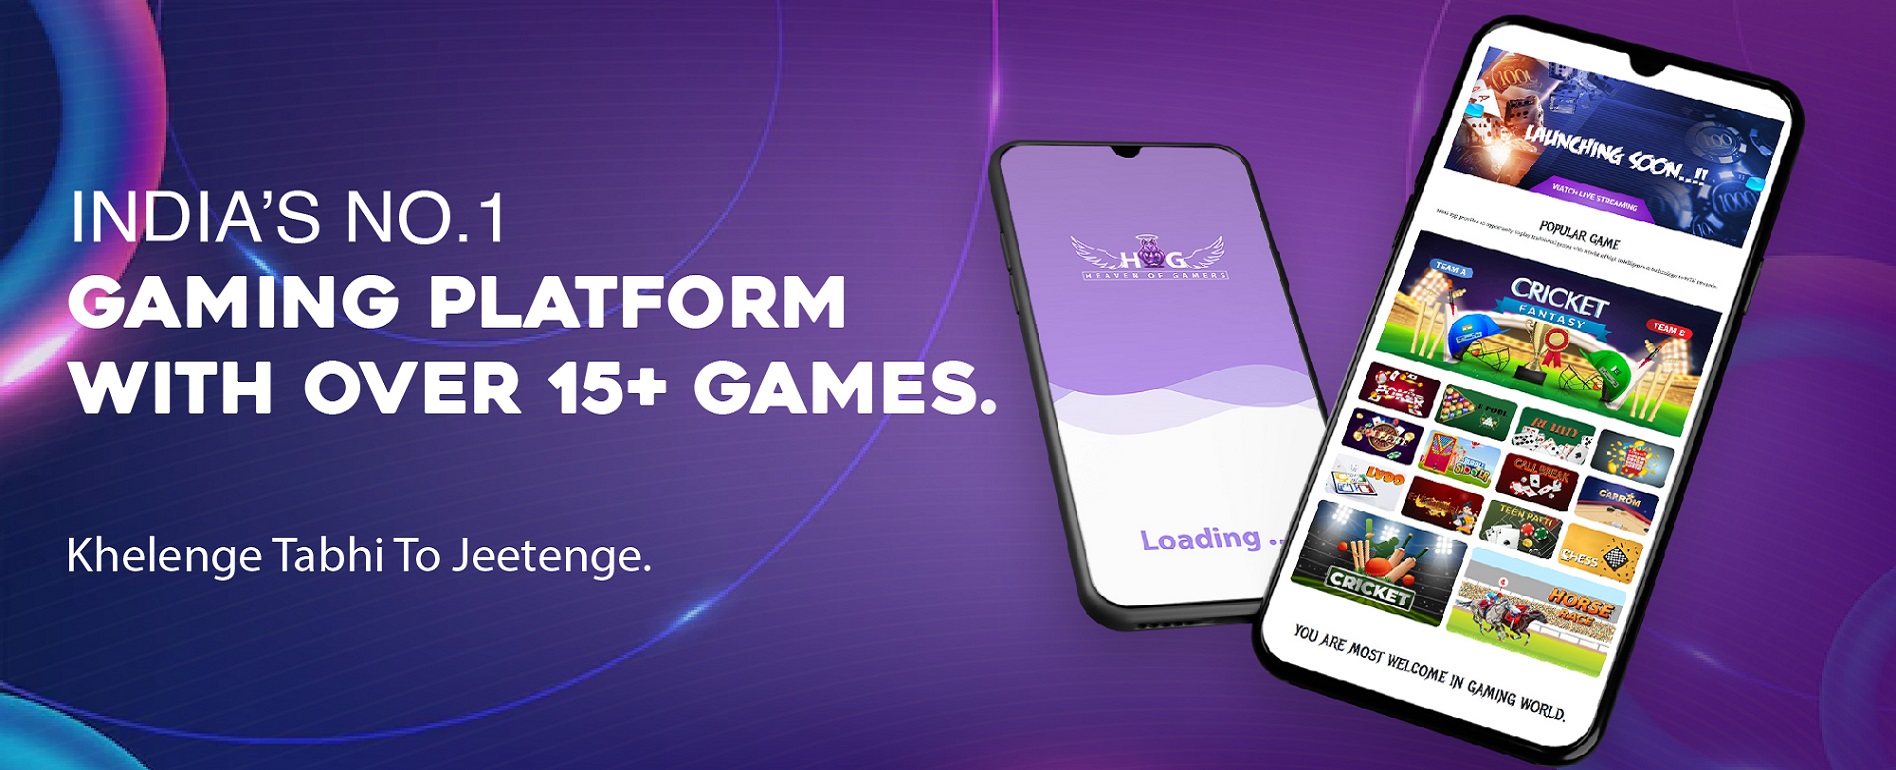 INDIA'S NO.1
GAMING PLATFORM
WITH OVER 15+ GAMES.
Khelenge Tabhi To Jeetenge.
HOG
HEAVEN OF GAMERS
Loading ..
LAUNCHING SOON...!!
WATCH LIVE STREAMING
POPULAR GAME
TEAM A
CRICKET
FANTASY
TEAM B
POKER
CALL BREAK
LUDO
CARROM
TEEN PATTI
CHESS
CRICKET
HORSE
RACE
YOU ARE MOST WELCOME IN GAMING WORLD.